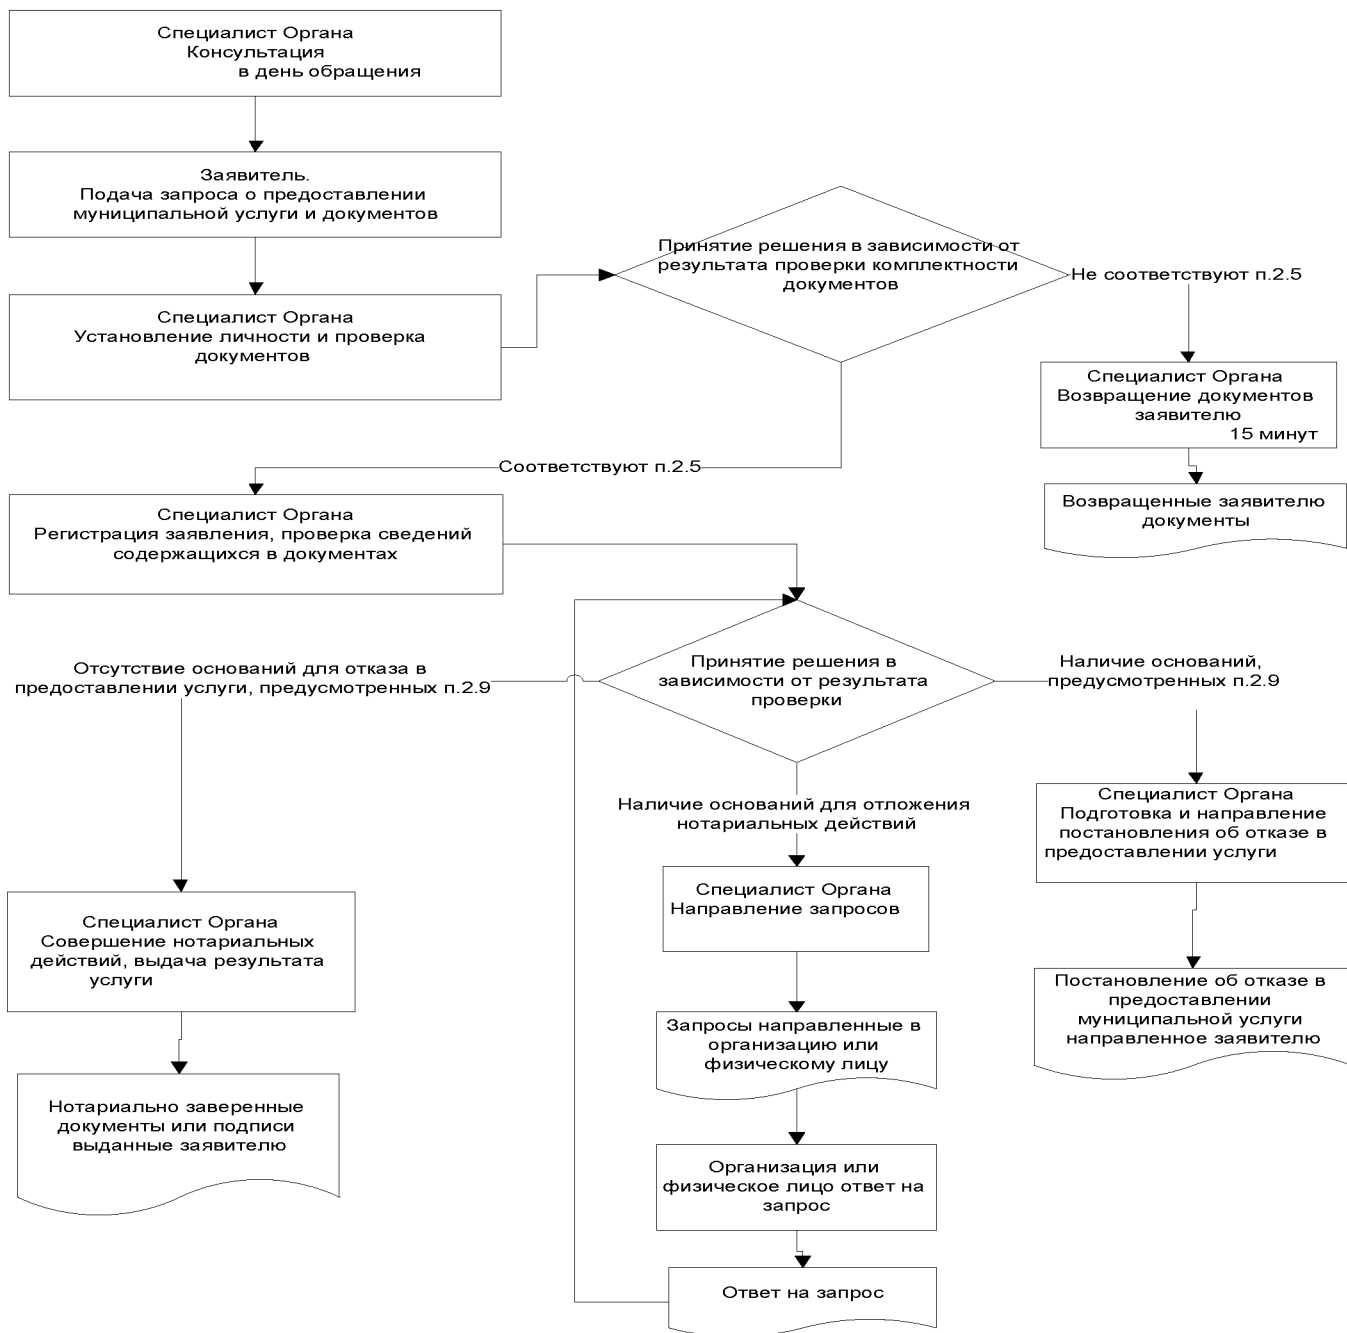 Специалист Органа
Консультация
в день обращения
Заявитель.
Подача запроса о предоставлении
муниципальной услуги и документов
Специалист Органа
Установление личности и проверка
документов
Принятие решения в зависимости от
результата проверки комплектности
документов
Не соответствуют п.2.5
Специалист Органа
Возвращение документов
заявителю
15 минут
Возвращенные заявителю
документы
Соответствуют п.2.5
Специалист Органа
Регистрация заявления, проверка сведений
содержащихся в документах
Принятие решения в
зависимости от результата
проверки
Отсутствие оснований для отказа в
предоставлении услуги, предусмотренных п.2.9
Наличие оснований,
предусмотренных п.2.9
Наличие оснований для отложения
нотариальных действий
Специалист Органа
Совершение нотариальных
действий, выдача результата
услуги
Нотариально заверенные
документы или подписи
выданные заявителю
Специалист Органа
Направление запросов
Запросы направленные в
организацию или
физическому лицу
Организация или
физическое лицо ответ на
запрос
Ответ на запрос
Специалист Органа
Подготовка и направление
постановления об отказе в
предоставлении услуги
Постановление об отказе в
предоставлении
муниципальной услуги
направленное заявителю